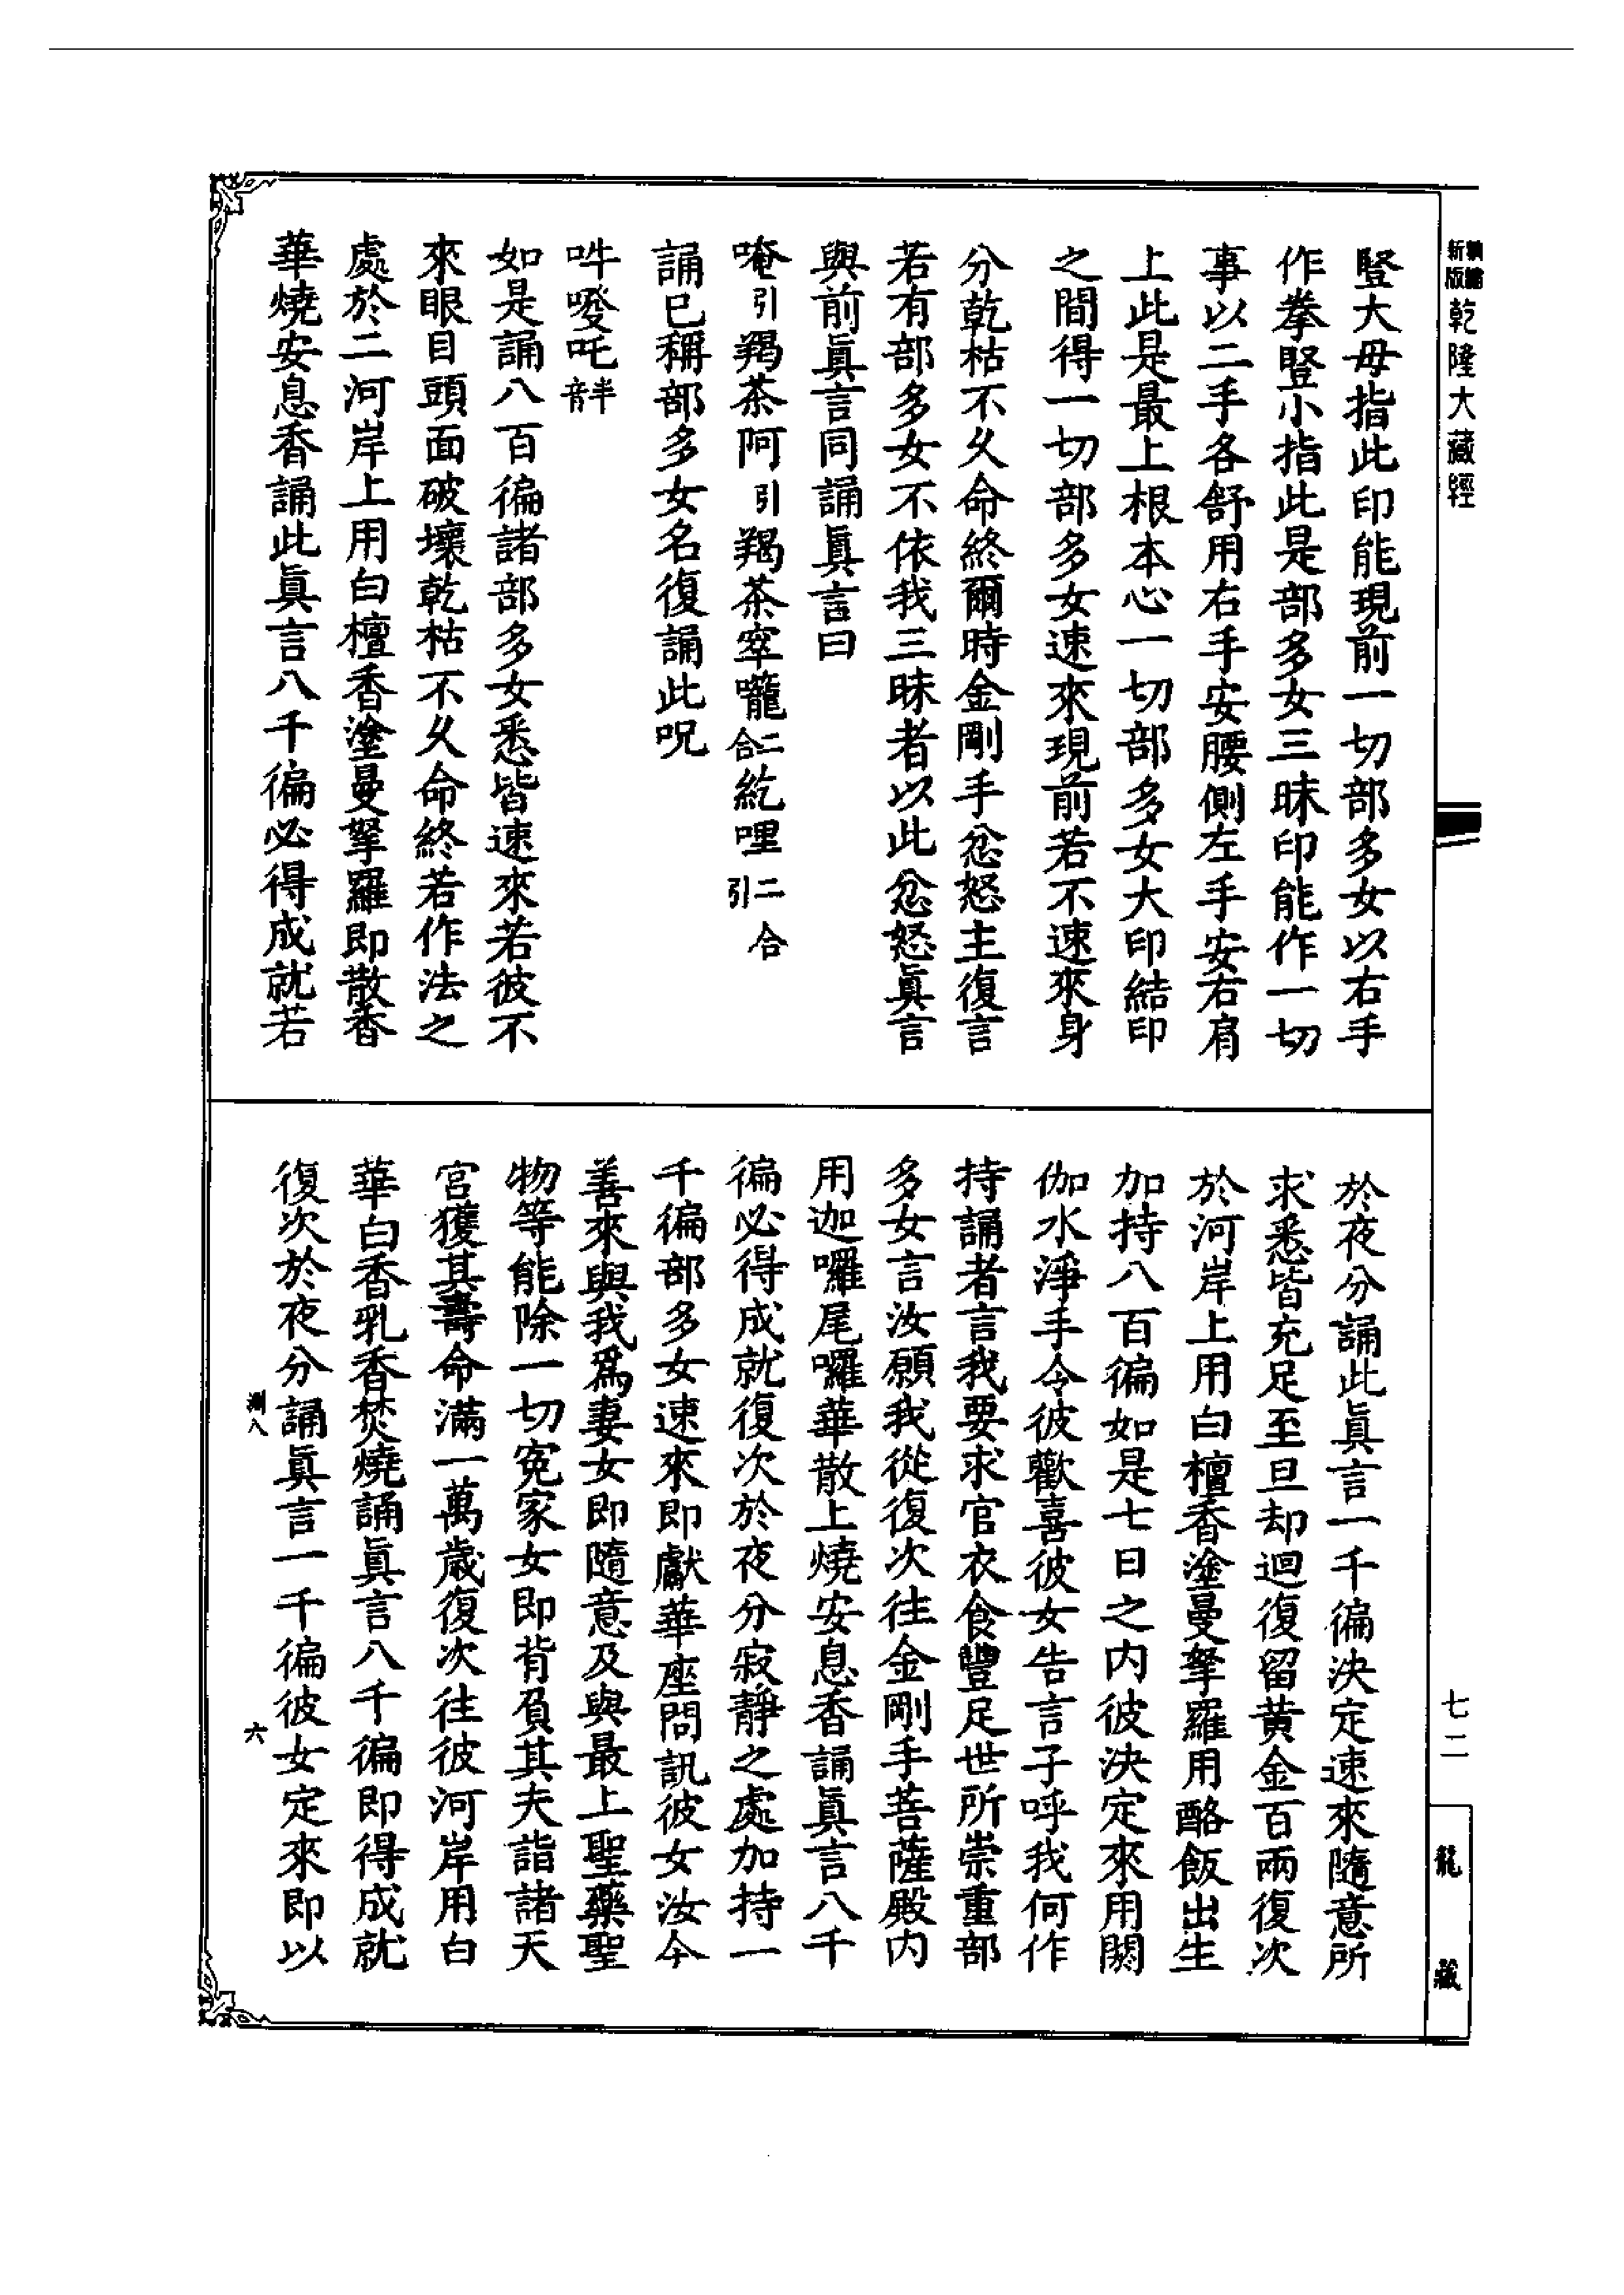 新版
乾隆大藏經
竪大毋指此印能現前一切部多女以右手
作拳竪小指此是部多女三昧印能作一切
事以二手各舒用右手安腰側左手安右肩
上此是最上根本心一切部多女大印結印
之間得一切部多女速來現前若不速來身
分乾枯不久命終爾時金剛手忿怒主復言
若有部多女不依我三昧者以此忿怒眞言
與前眞言同誦眞言曰
唵引羯茶阿引羯茶窣嚨二合紇哩二合引
誦已稱部多女名復誦此呪
吽吒半音
如是誦八百徧諸部多女悉皆速來若彼不
來眼目頭面破壞乾枯不久命終若作法之
處於二河岸上用白檀香塗曼拏羅即散香
華燒安息香誦此眞言八千徧必得成就若
七二
龍藏
於夜分誦此眞言一千徧決定速來隨意所
求悉皆充足至旦却迴復留黃金百兩復次
於河岸上用白檀香塗曼拏羅用酪飯出生
加持八百徧如是七日之內彼決定來用閼
伽水淨手令彼歡喜彼女告言子呼我何作
持誦者言我要求官衣食豐足世所崇重部
多女言汝願我從復次往金剛手菩薩殿內
用迦囉尾囉華散上燒安息香誦眞言八千
徧必得成就復次於夜分寂靜之處加持一
千徧部多女速來即獻華座問訊彼女汝今
善來與我爲妻女即隨意及與最上聖藥聖
物等能除一切寃家女即背負其夫詣諸天
宮獲其壽命滿一萬歲復次往彼河岸用白
華白香乳香焚燒誦眞言八千徧即得成就
復次於夜分誦眞言一千徧彼女定來即以
測八
六